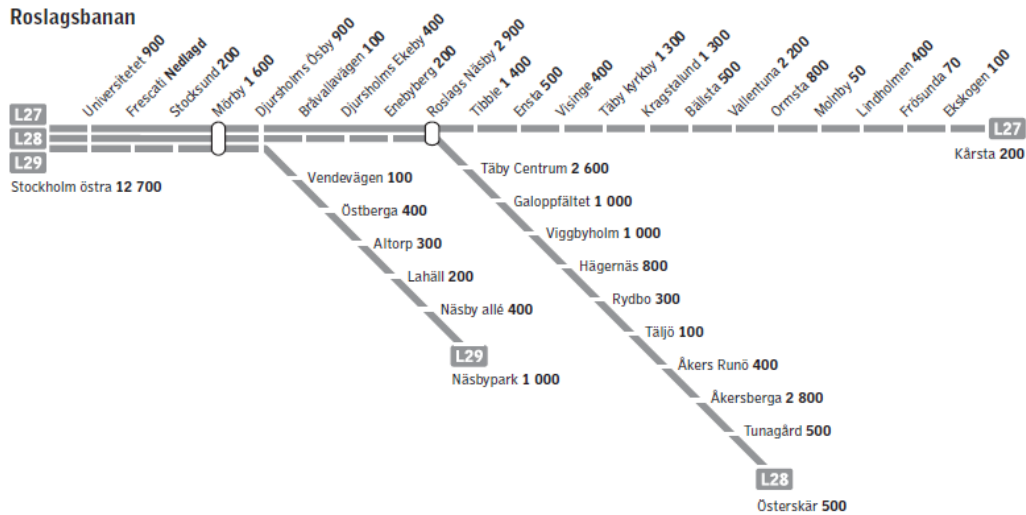 Roslagsbanan
Universitetet 900
Frescati Nedlagd
Stocksund 200
Mörby 1 600
Djursholms Ösby 900
Bråvallavägen 100
Djursholms Ekeby 400
Enebyberg 200
Roslags Näsby 2 900
Tibble 1 400
Ensta 500
Visinge 400
Täby kyrkby 1 300
Kragstalund 1 300
Bällsta 500
Vallentuna 2 200
Ormsta 800
Molnby 50
Lindholmen 400
Frösunda 70
Ekskogen 100
L27
L28
L29
Stockholm östra 12 700
L27
Kårsta 200
Vendevägen 100
Östberga 400
Altorp 300
Lahäll 200
Näsby allé 400
L29
Näsbypark 1 000
Täby Centrum 2 600
Galoppfältet 1 000
Viggbyholm 1 000
Hägernäs 800
Rydbo 300
Täljö 100
Åkers Runö 400
Åkersberga 2 800
Tunagård 500
L28
Österskär 500